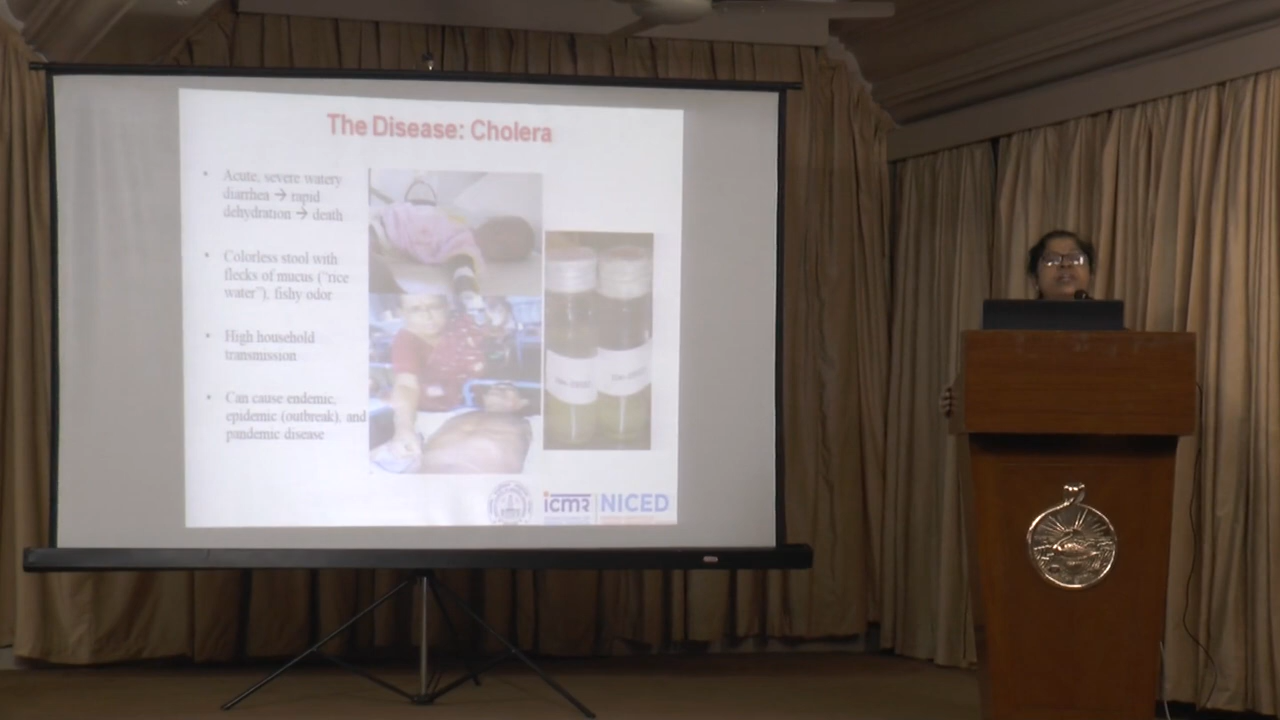 The Disease: Cholera
• Acute, severe watery
diarrhea → rapid
dehydration → death
• Colorless stool with
flecks of mucus ("rice
water"), fishy odor
• High household
transmission
• Can cause endemic,
epidemic (outbreak), and
pandemic disease
icmr NICED